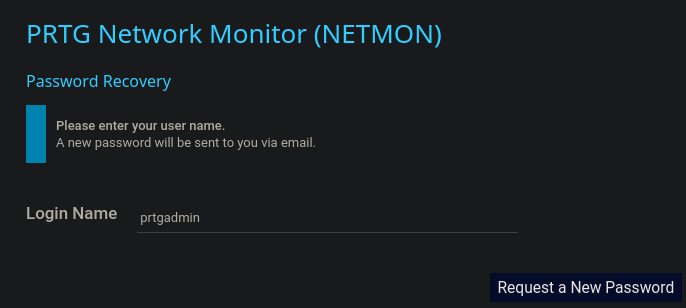 PRTG Network Monitor (NETMON)
Password Recovery
Please enter your user name.
A new password will be sent to you via email.
Login Name prtgadmin
Request a New Password